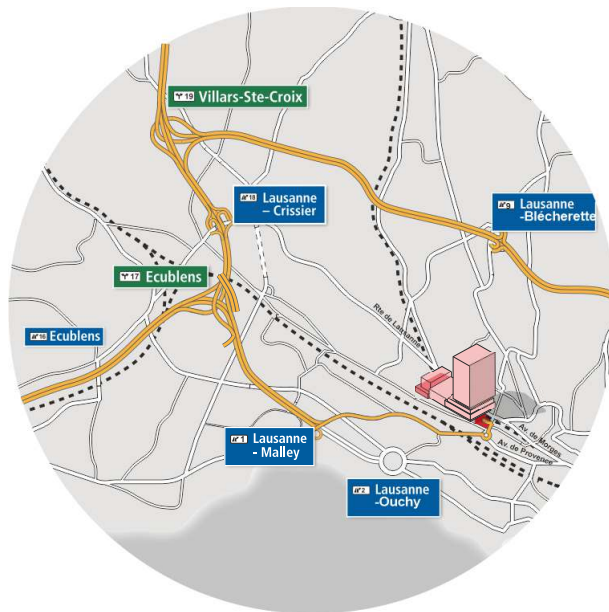 19 Villars-Ste-Croix
18 Lausanne
– Crissier
9 Lausanne
-Blécherette
17 Ecublens
16 Ecublens
Rte de Lausanne
1 Lausanne
- Malley
Av. de Morges
Av. de Provence
2 Lausanne
-Ouchy